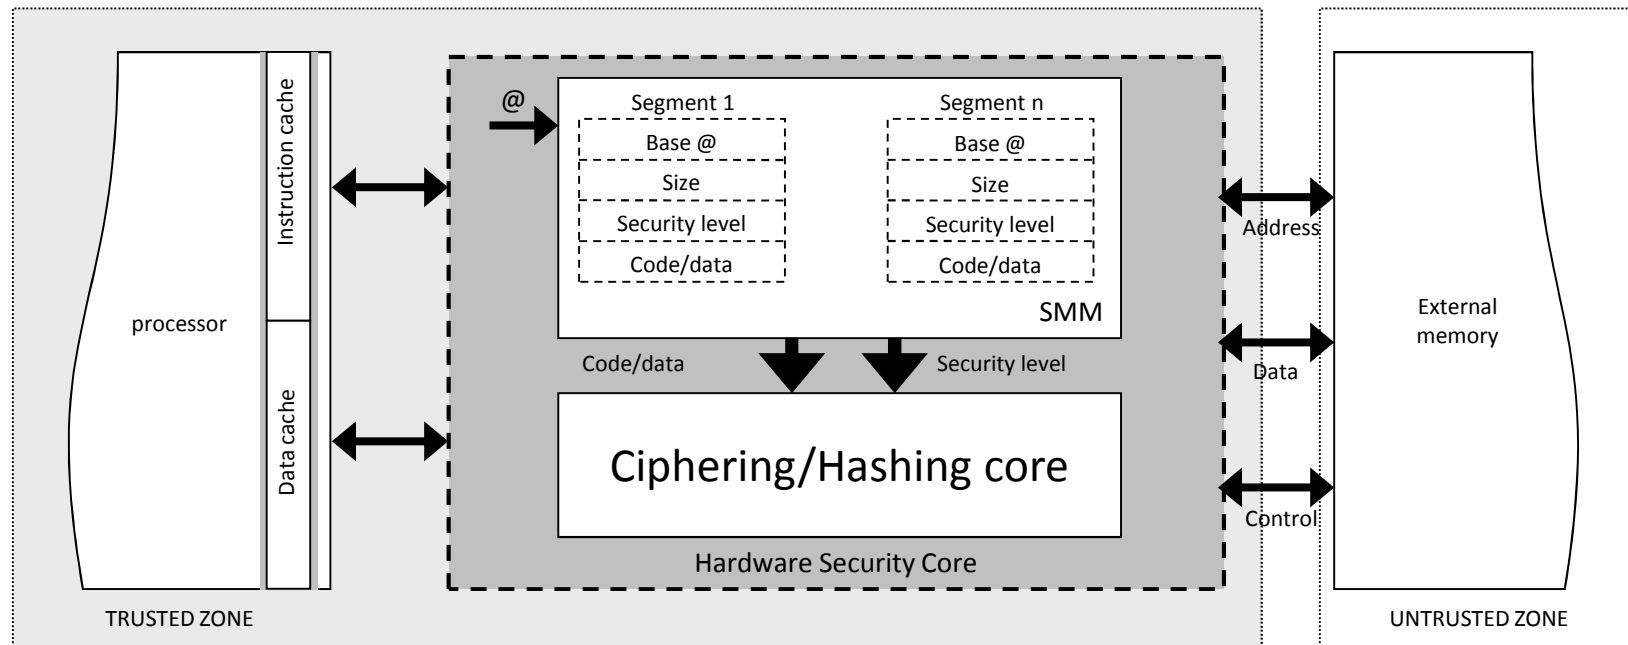 processor
Instruction cache
Data cache
TRUSTED ZONE
@
Segment 1
Base @
Size
Security level
Code/data
Segment n
Base @
Size
Security level
Code/data
SMM
Code/data
Security level
Ciphering/Hashing core
Hardware Security Core
Address
Data
Control
External
memory
UNTRUSTED ZONE